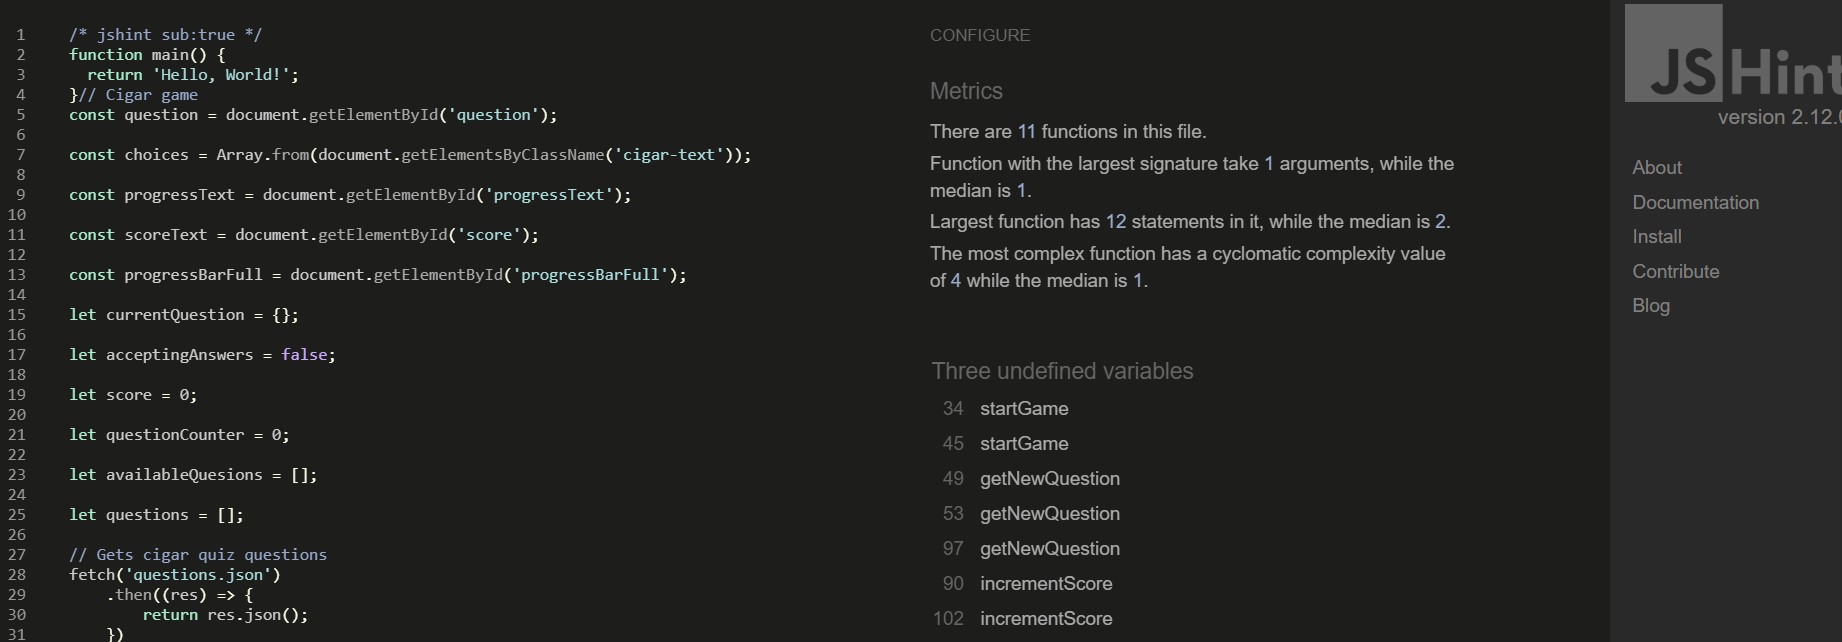 1 /* jshint sub:true */
2 function main() {
3 return 'Hello, World!';
4 }// Cigar game
5 const question = document.getElementById('question');
6
7 const choices = Array.from(document.getElementsByClassName('cigar-text'));
8
9 const progressText = document.getElementById('progressText');
10
11 const scoreText = document.getElementById('score');
12
13 const progressBarFull = document.getElementById('progressBarFull');
14
15 let currentQuestion = {};
16
17 let acceptingAnswers = false;
18
19 let score = 0;
20
21 let questionCounter = 0;
22
23 let availableQuesions = [];
24
25 let questions = [];
26
27 // Gets cigar quiz questions
28 fetch('questions.json')
29 .then((res) => {
30 return res.json();
31 })
CONFIGURE
Metrics
There are 11 functions in this file.
Function with the largest signature take 1 arguments, while the
median is 1.
Largest function has 12 statements in it, while the median is 2.
The most complex function has a cyclomatic complexity value
of 4 while the median is 1.
Three undefined variables
34 startGame
45 startGame
49 getNewQuestion
53 getNewQuestion
97 getNewQuestion
90 incrementScore
102 incrementScore
JSHint
version 2.12.0
About
Documentation
Install
Contribute
Blog